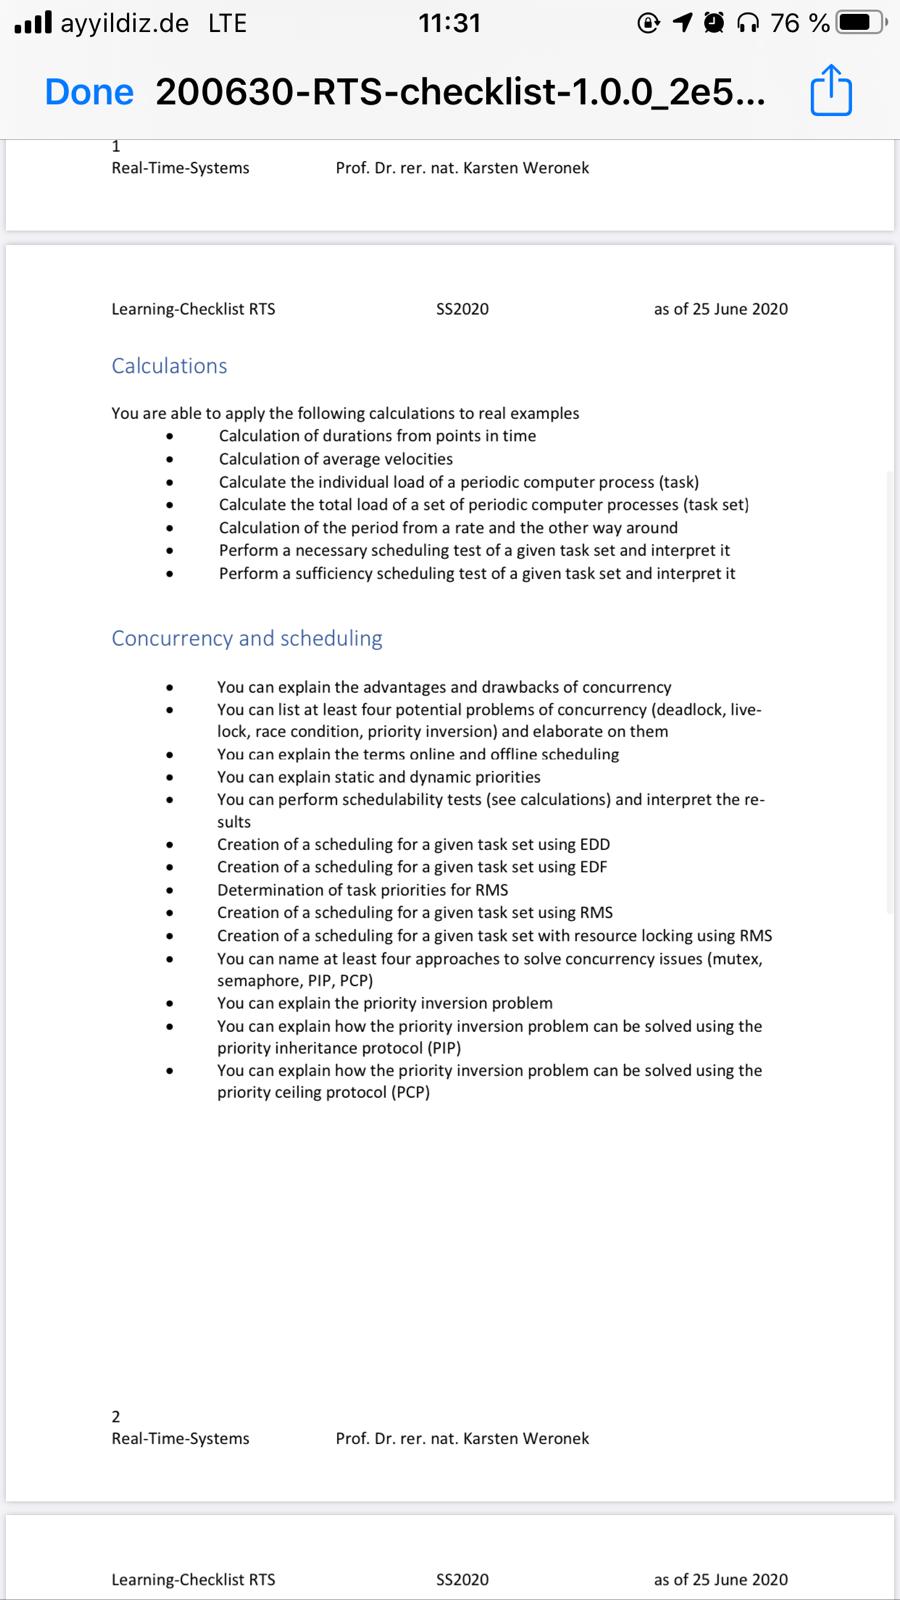 ayyildiz.de LTE 11:31 76 %
Done 200630-RTS-checklist-1.0.0_2e5...
1
Real-Time-Systems Prof. Dr. rer. nat. Karsten Weronek
Learning-Checklist RTS SS2020 as of 25 June 2020
Calculations
You are able to apply the following calculations to real examples
• Calculation of durations from points in time
• Calculation of average velocities
• Calculate the individual load of a periodic computer process (task)
• Calculate the total load of a set of periodic computer processes (task set)
• Calculation of the period from a rate and the other way around
• Perform a necessary scheduling test of a given task set and interpret it
• Perform a sufficiency scheduling test of a given task set and interpret it
Concurrency and scheduling
• You can explain the advantages and drawbacks of concurrency
• You can list at least four potential problems of concurrency (deadlock, live-
lock, race condition, priority inversion) and elaborate on them
• You can explain the terms online and offline scheduling
• You can explain static and dynamic priorities
• You can perform schedulability tests (see calculations) and interpret the re-
sults
• Creation of a scheduling for a given task set using EDD
• Creation of a scheduling for a given task set using EDF
• Determination of task priorities for RMS
• Creation of a scheduling for a given task set using RMS
• Creation of a scheduling for a given task set with resource locking using RMS
• You can name at least four approaches to solve concurrency issues (mutex,
semaphore, PIP, PCP)
• You can explain the priority inversion problem
• You can explain how the priority inversion problem can be solved using the
priority inheritance protocol (PIP)
• You can explain how the priority inversion problem can be solved using the
priority ceiling protocol (PCP)
2
Real-Time-Systems Prof. Dr. rer. nat. Karsten Weronek
Learning-Checklist RTS SS2020 as of 25 June 2020